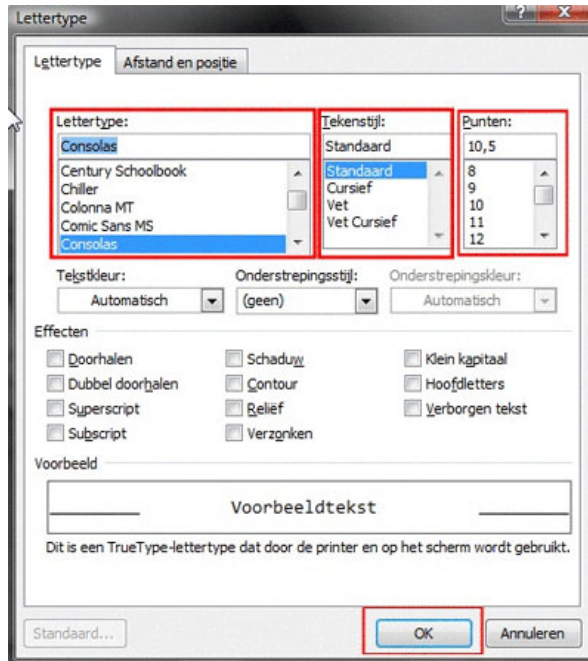 Lettertype
Lettertype Afstand en positie
Lettertype: Tekenstijl: Punten:
Consolas Standaard 10,5
Century Schoolbook Standaard 8
Chiller Cursief 9
Colonna MT Vet 10
Comic Sans MS Vet Cursief 11
Consolas 12
Tekstkleur: Onderstrepingsstijl: Onderstrepingskleur:
Automatisch (geen) Automatisch
Effecten
Doorhalen Schaduw Klein kapitaal
Dubbel doorhalen Contour Hoofdletters
Superscript Reliëf Verborgen tekst
Subscript Verzonken
Voorbeeld
Voorbeeldtekst
Dit is een TrueType-lettertype dat door de printer en op het scherm wordt gebruikt.
Standaard... OK Annuleren